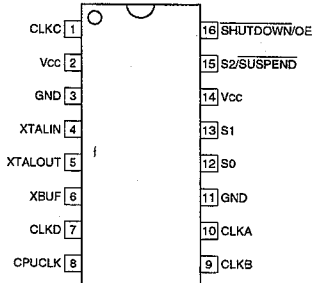 CLKC 1
16 SHUTDOWN/OE
Vcc 2
15 S2/SUSPEND
GND 3
14 Vcc
XTALIN 4
13 S1
XTALOUT 5
12 S0
XBUF 6
11 GND
CLKD 7
10 CLKA
CPUCLK 8
9 CLKB